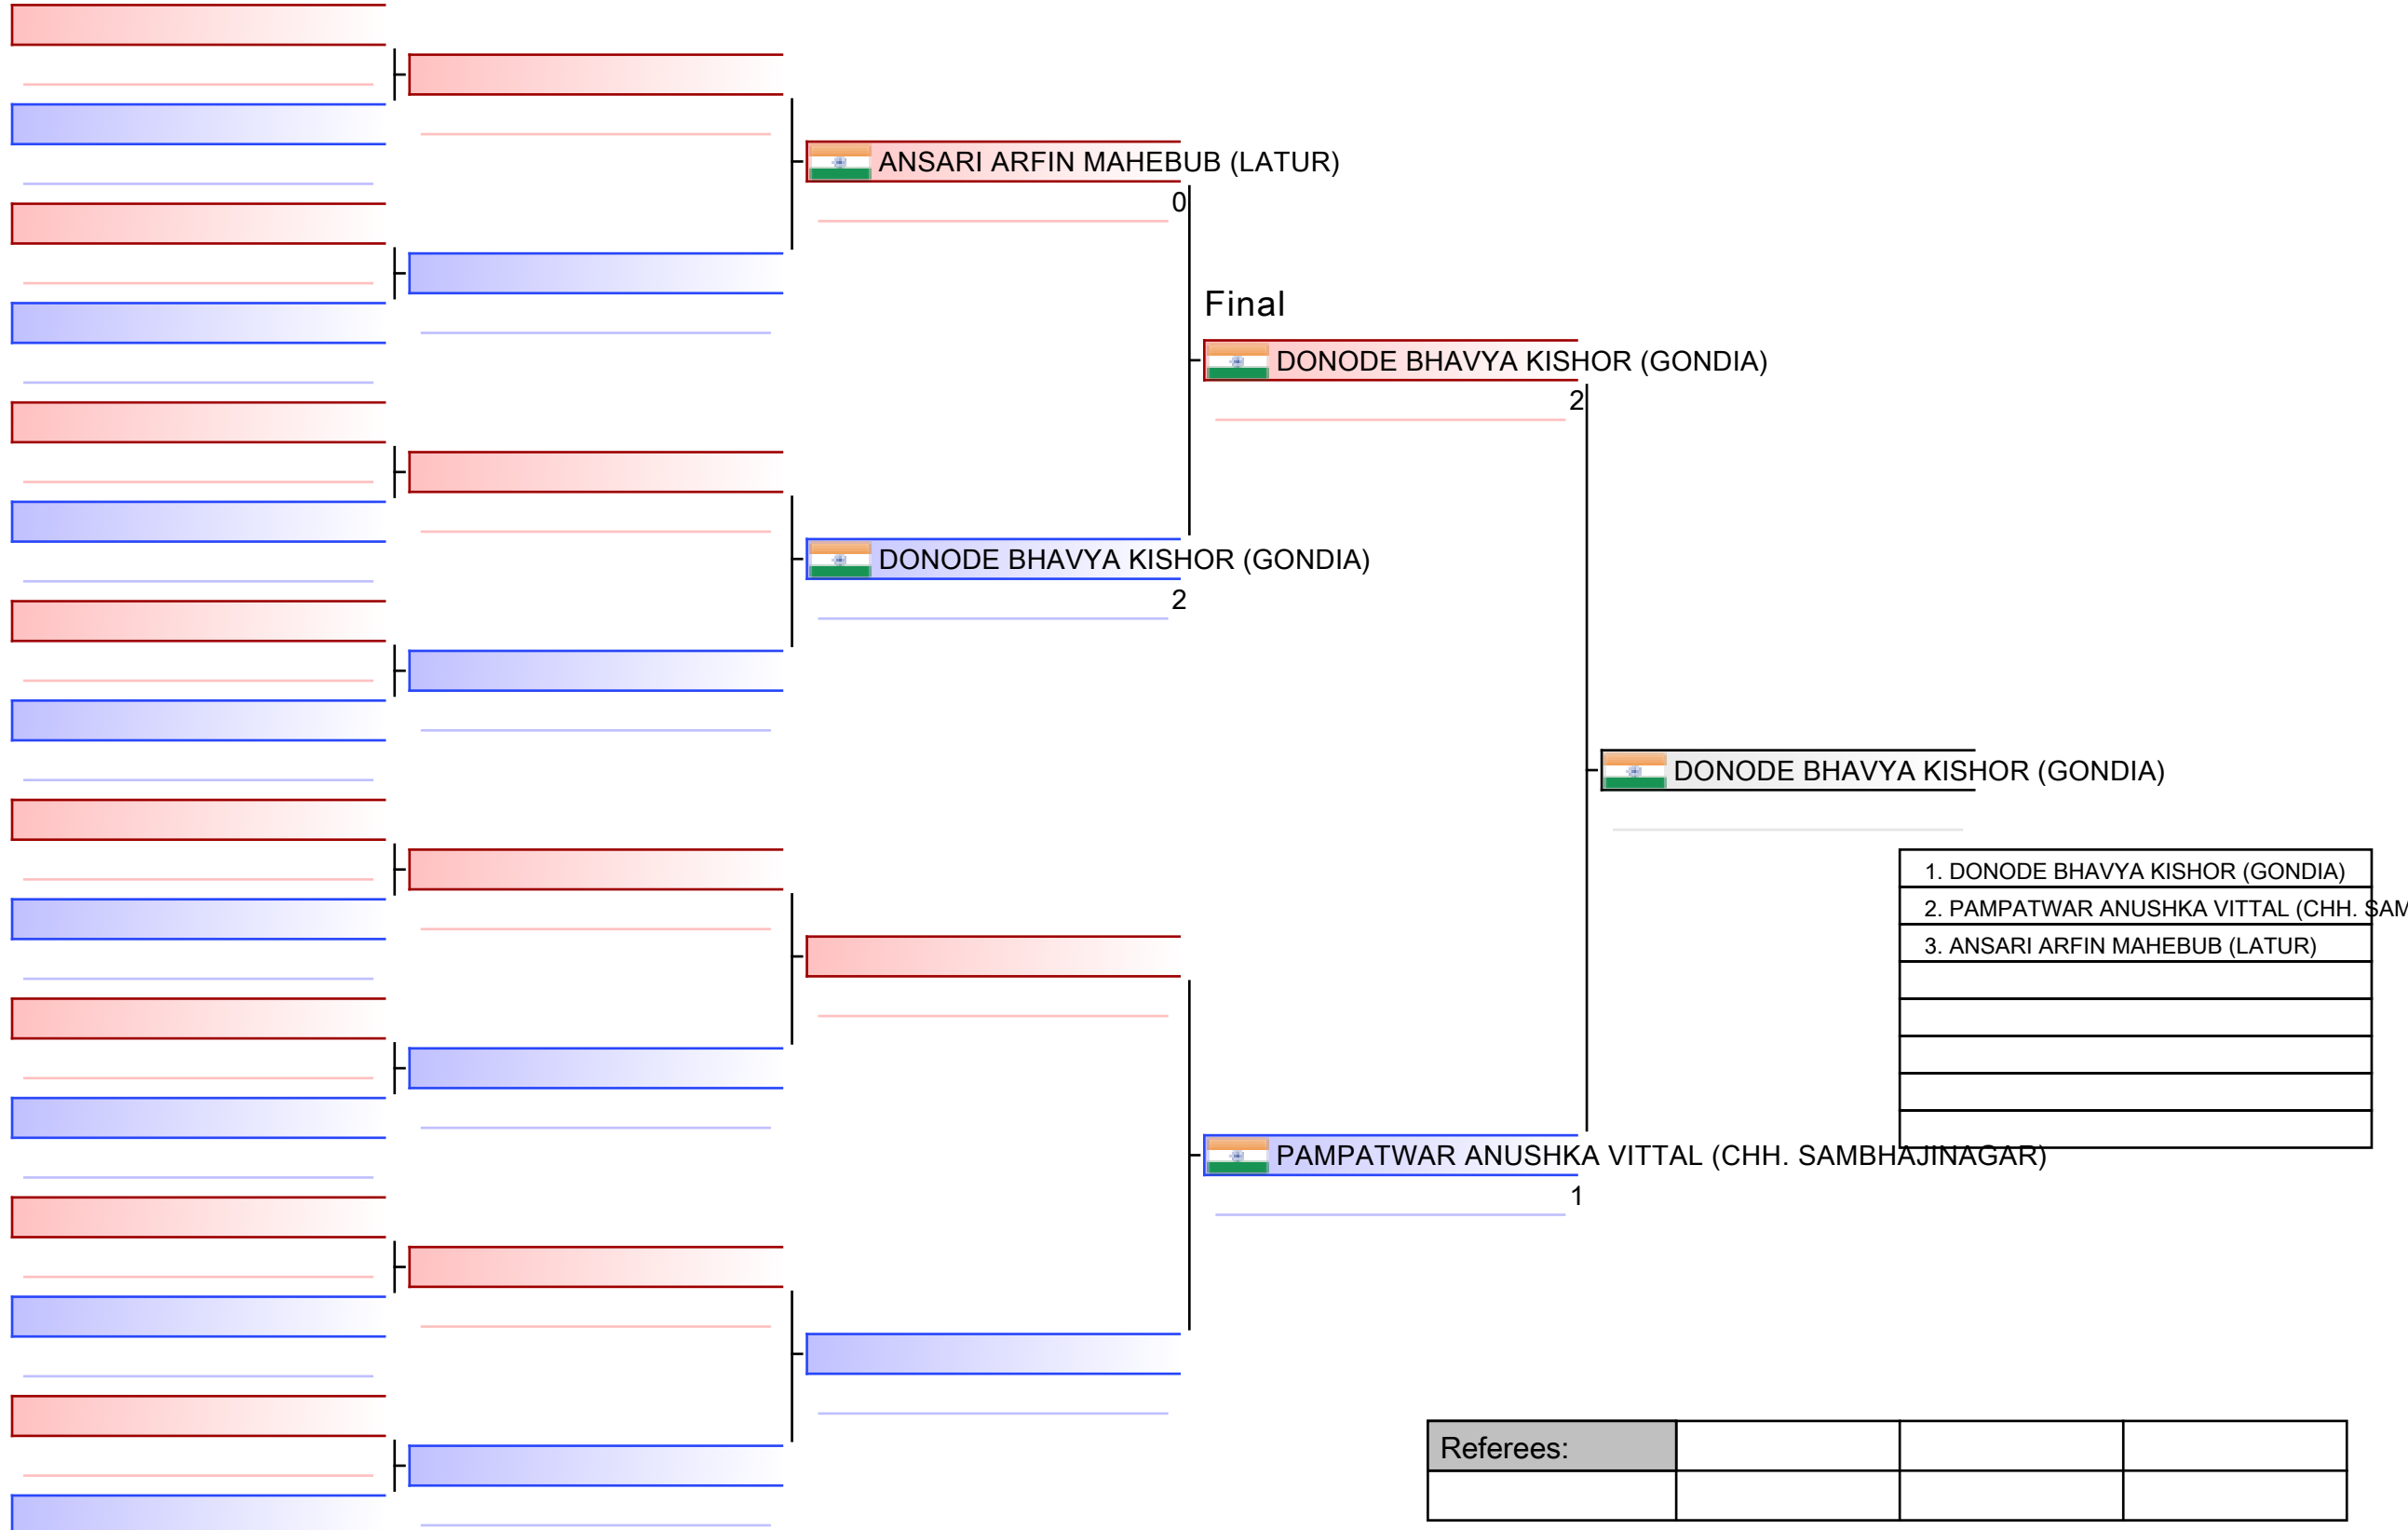 ANSARI ARFIN MAHEBUB (LATUR)
0
Final
DONODE BHAVYA KISHOR (GONDIA)
2
DONODE BHAVYA KISHOR (GONDIA)
2
DONODE BHAVYA KISHOR (GONDIA)
1. DONODE BHAVYA KISHOR (GONDIA)
2. PAMPATWAR ANUSHKA VITTAL (CHH. SAM
3. ANSARI ARFIN MAHEBUB (LATUR)
PAMPATWAR ANUSHKA VITTAL (CHH. SAMBHAJINAGAR)
1
Referees: